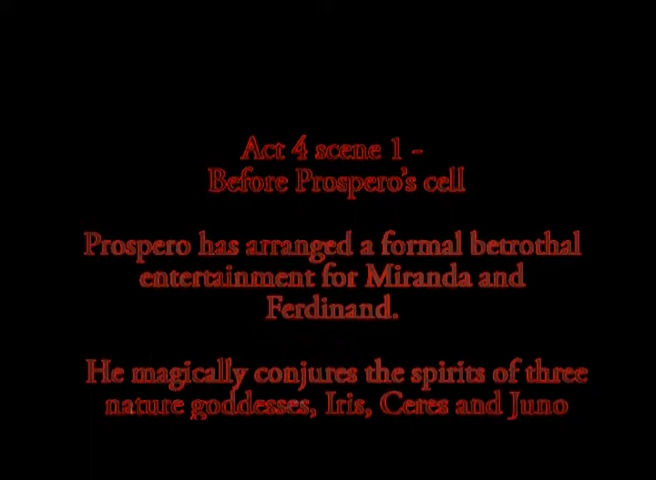 Act 4 scene 1 -
Before Prospero's cell
Prospero has arranged a formal betrothal
entertainment for Miranda and
Ferdinand.
He magically conjures the spirits of three
nature goddesses, Iris, Ceres and Juno